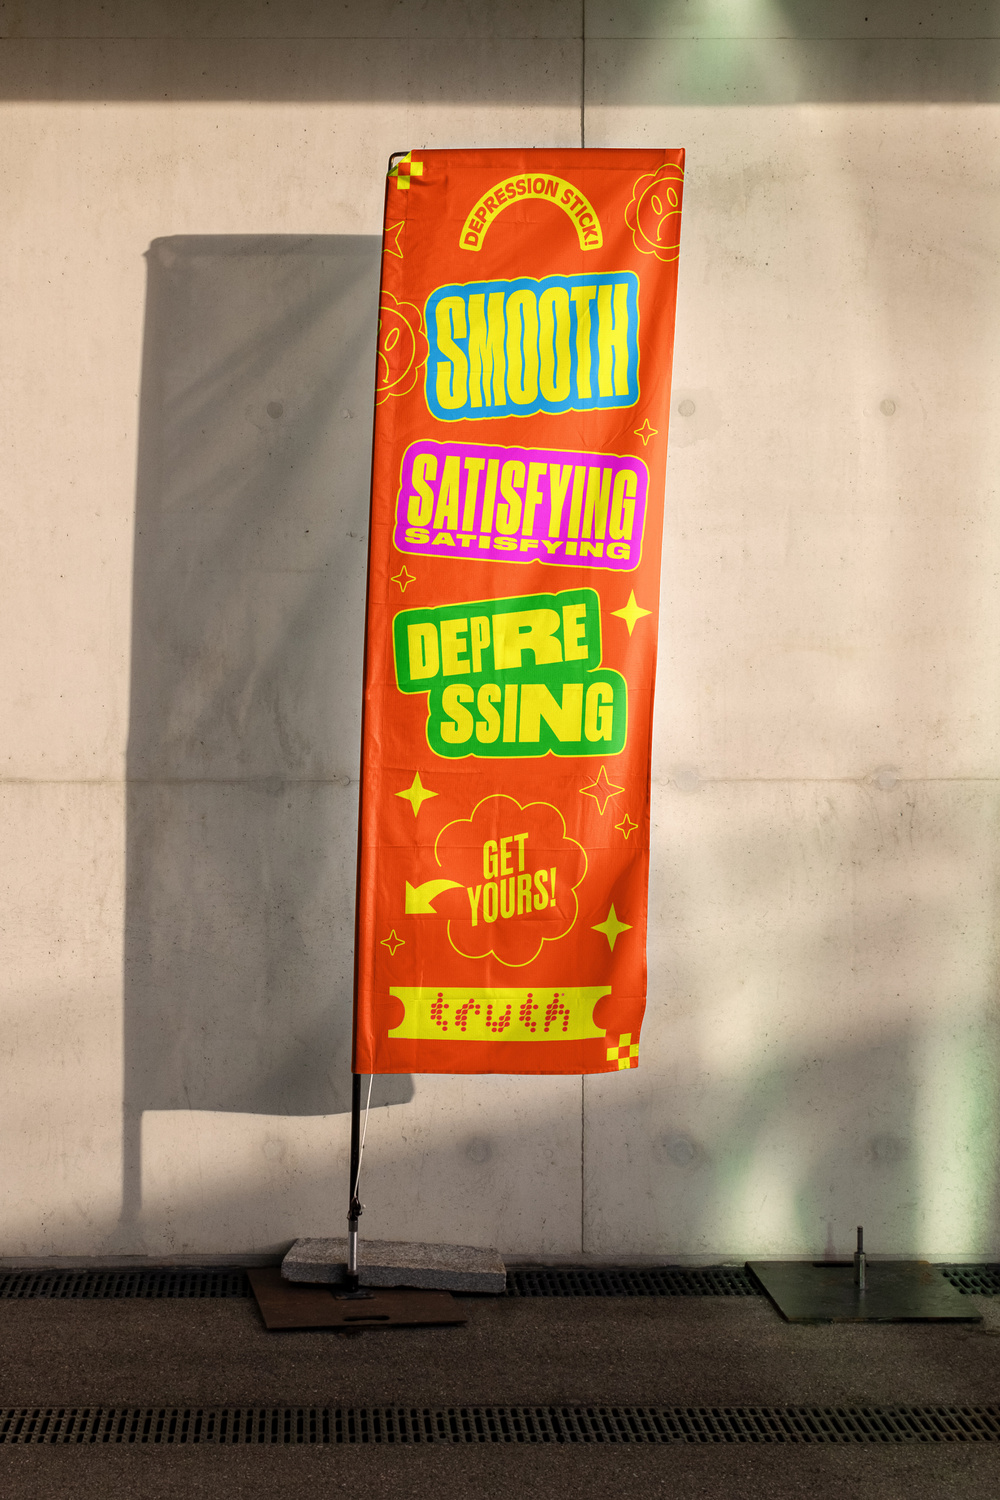 DEPRESSION STICK!
SMOOTH
SATISFYING
SATISFYING
DEPRE
SSING
GET
YOURS!
truth